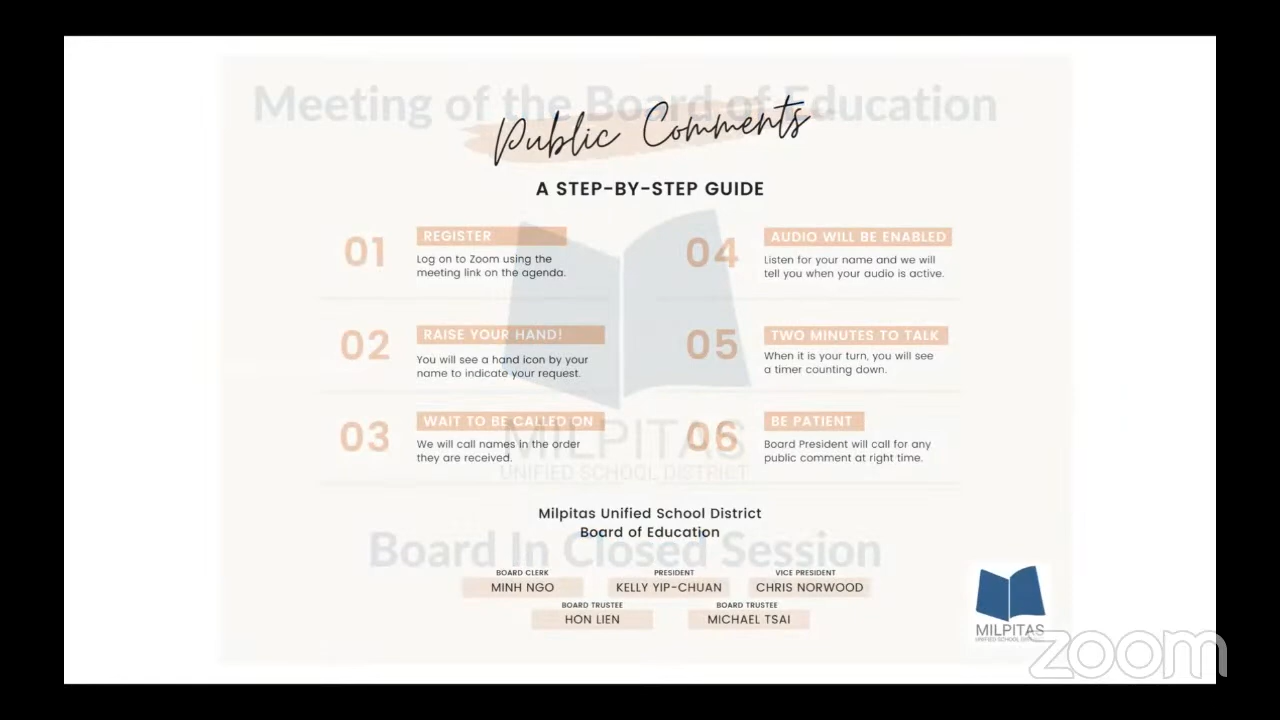 Meeting of the Board of Education
Public Comments
A STEP-BY-STEP GUIDE
01
REGISTER
Log on to Zoom using the
meeting link on the agenda.
02
RAISE YOUR HAND!
You will see a hand icon by your
name to indicate your request.
03
WAIT TO BE CALLED ON
We will call names in the order
they are received.
04
AUDIO WILL BE ENABLED
Listen for your name and we will
tell you when your audio is active.
05
TWO MINUTES TO TALK
When it is your turn, you will see
a timer counting down.
06
BE PATIENT
Board President will call for any
public comment at right time.
MILPITAS
UNIFIED SCHOOL DISTRICT
Milpitas Unified School District
Board of Education
Board In Closed Session
BOARD CLERK
MINH NGO
PRESIDENT
KELLY YIP-CHUAN
VICE PRESIDENT
CHRIS NORWOOD
BOARD TRUSTEE
HON LIEN
BOARD TRUSTEE
MICHAEL TSAI
MILPITAS
UNIFIED SCHOOL
zoom